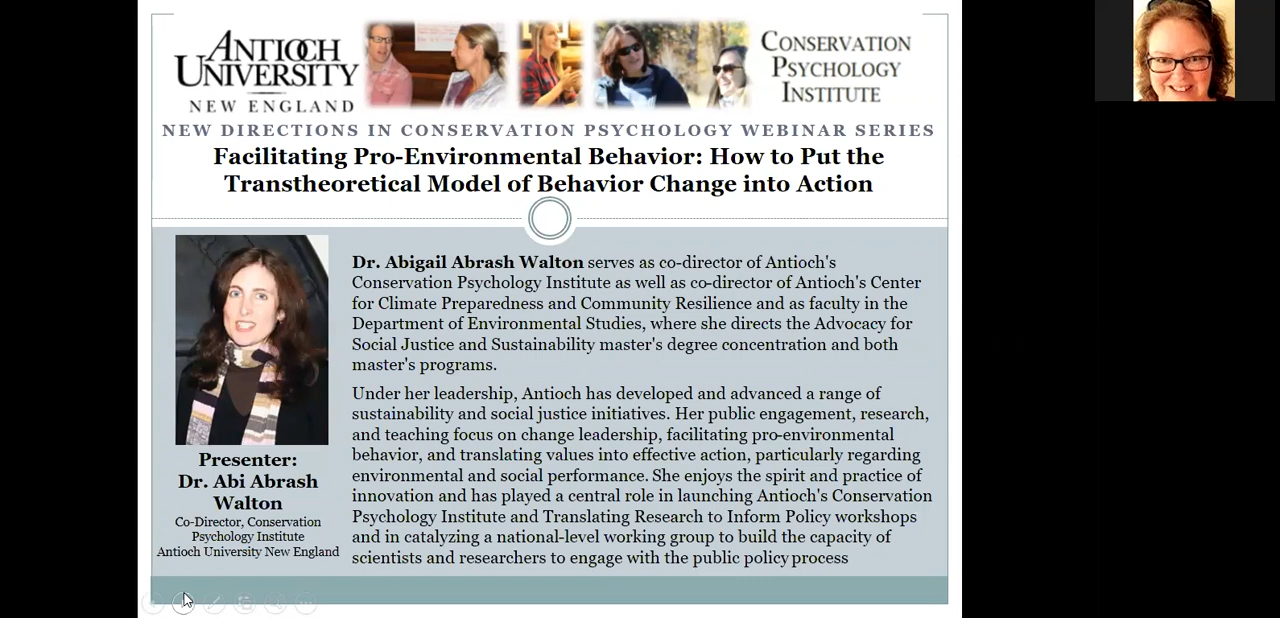 ANTIOCH
UNIVERSITY
NEW ENGLAND
CONSERVATION
PSYCHOLOGY
INSTITUTE
NEW DIRECTIONS IN CONSERVATION PSYCHOLOGY WEBINAR SERIES
Facilitating Pro-Environmental Behavior: How to Put the
Transtheoretical Model of Behavior Change into Action
Presenter:
Dr. Abi Abrash
Walton
Co-Director, Conservation
Psychology Institute
Antioch University New England
Dr. Abigail Abrash Walton serves as co-director of Antioch's
Conservation Psychology Institute as well as co-director of Antioch's Center
for Climate Preparedness and Community Resilience and as faculty in the
Department of Environmental Studies, where she directs the Advocacy for
Social Justice and Sustainability master's degree concentration and both
master's programs.
Under her leadership, Antioch has developed and advanced a range of
sustainability and social justice initiatives. Her public engagement, research,
and teaching focus on change leadership, facilitating pro-environmental
behavior, and translating values into effective action, particularly regarding
environmental and social performance. She enjoys the spirit and practice of
innovation and has played a central role in launching Antioch's Conservation
Psychology Institute and Translating Research to Inform Policy workshops
and in catalyzing a national-level working group to build the capacity of
scientists and researchers to engage with the public policy process